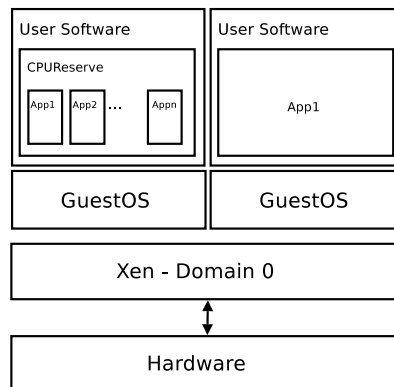 User Software
CPUReserve
App1 App2 ... Appn
User Software
App1
GuestOS
GuestOS
Xen - Domain 0
Hardware